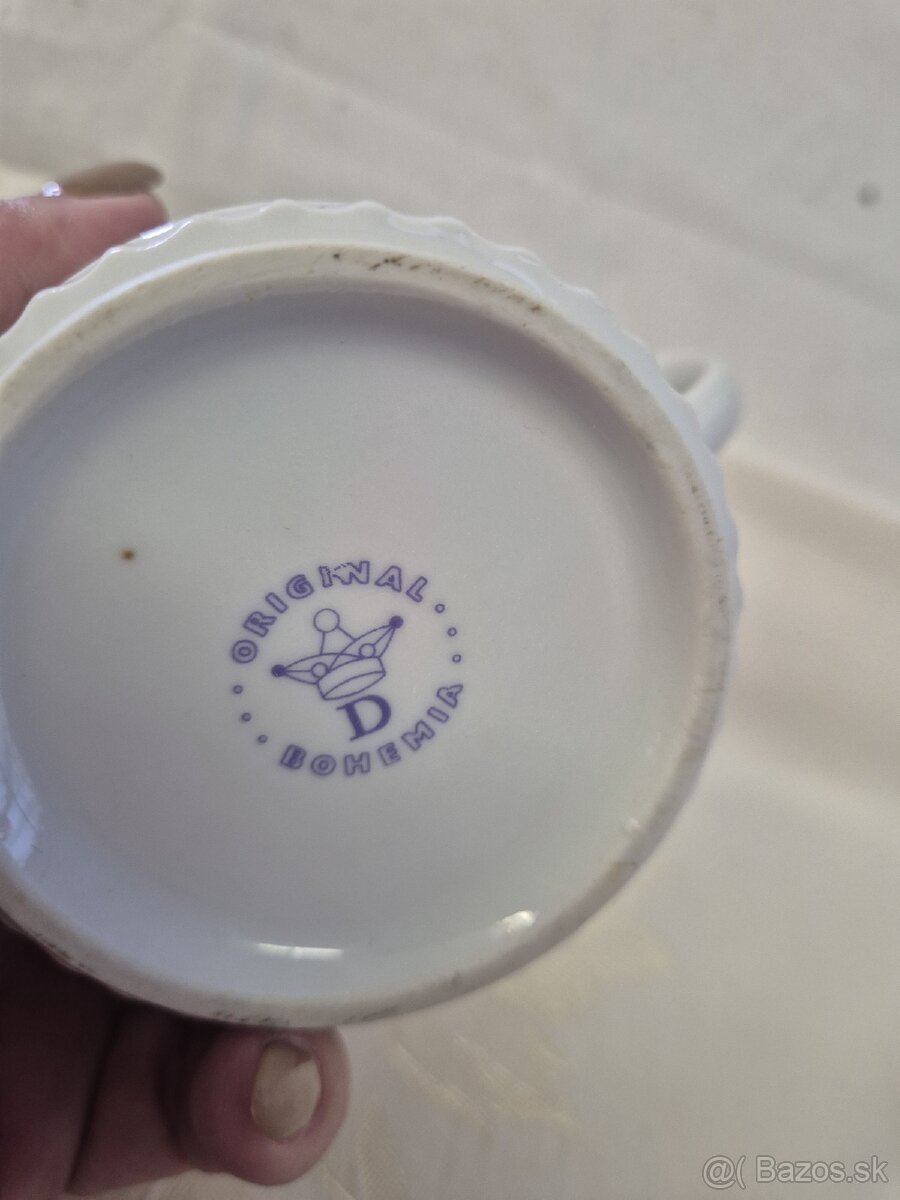 ORIGINAL
D
BOHEMIA
@( Bazos.sk